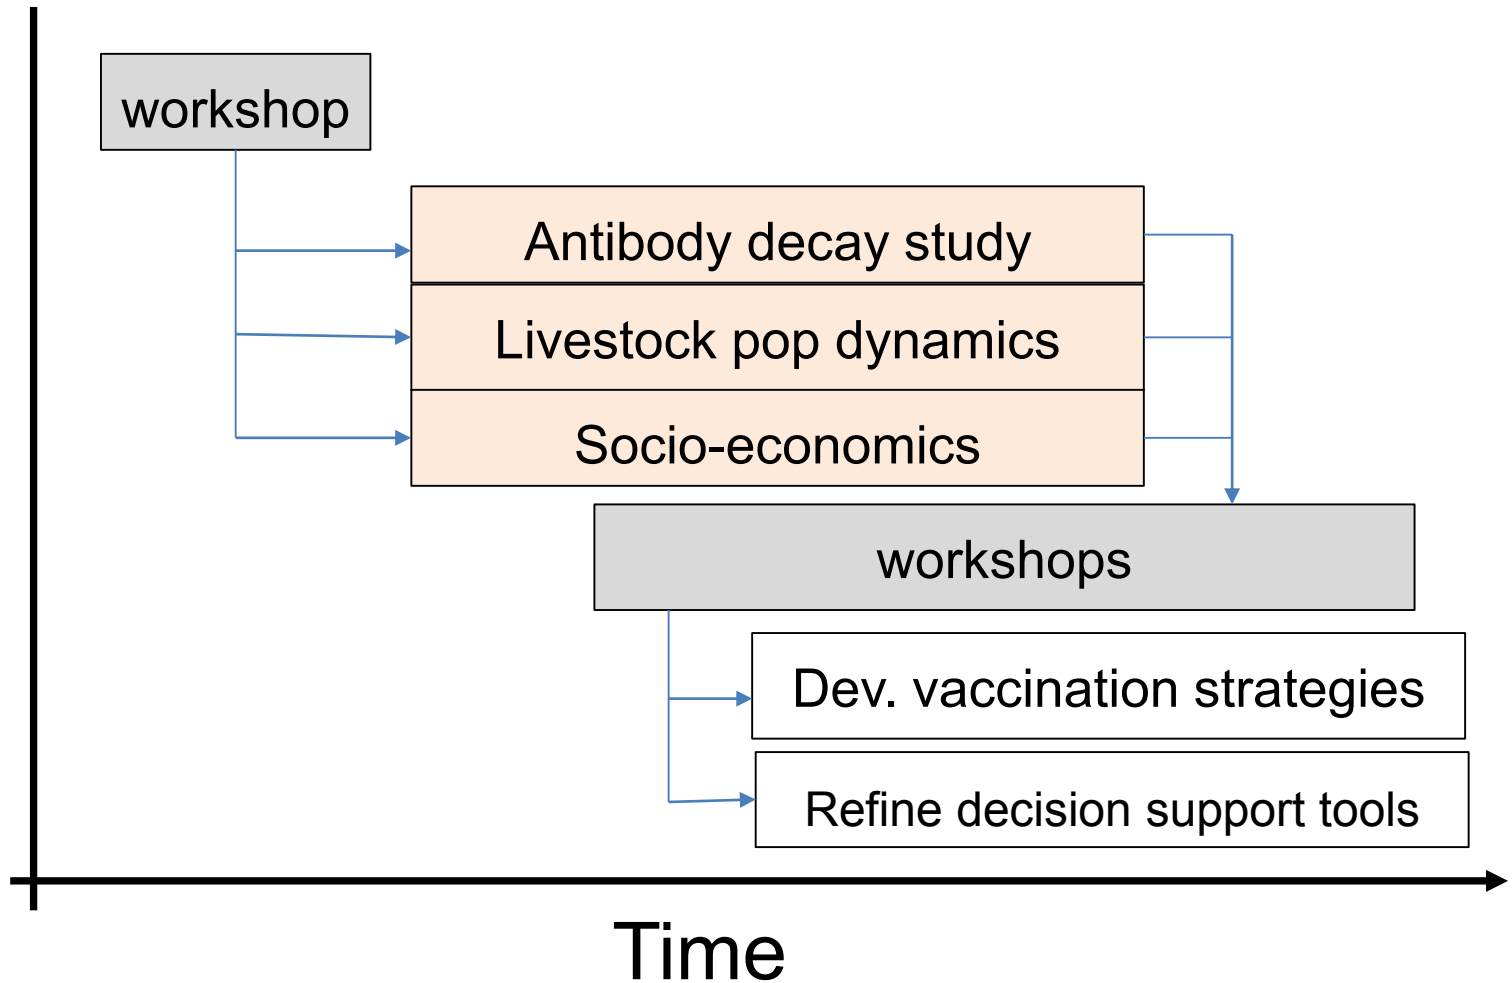 workshop
Antibody decay study
Livestock pop dynamics
Socio-economics
workshops
Dev. vaccination strategies
Refine decision support tools
Time